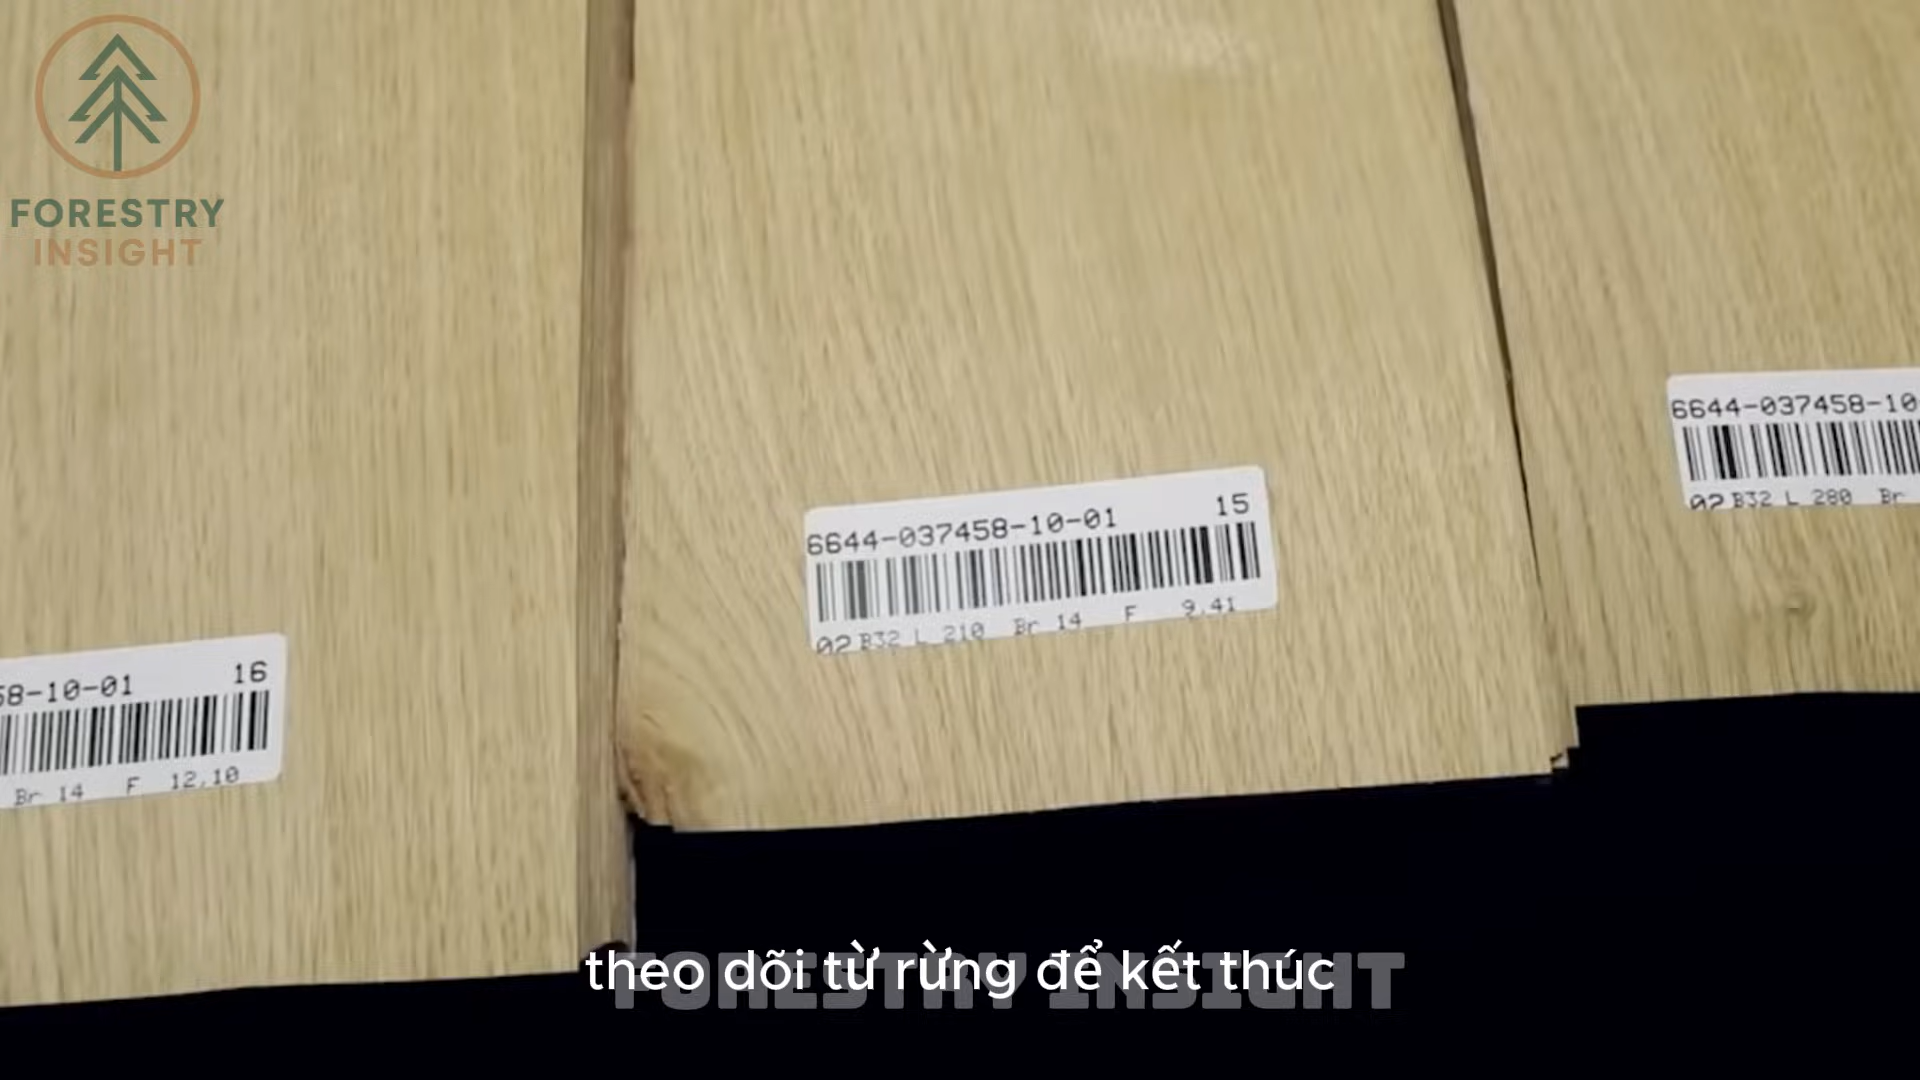 FORESTRY
INSIGHT
6644-037458-10-01 15
02 B32 L 210 Br 14 F 9.41
6644-037458-10
02 B32 L 280 Br
58-10-01 16
Br 14 F 12.10
theo dõi từ rừng để kết thúc
FORESTRY INSIGHT